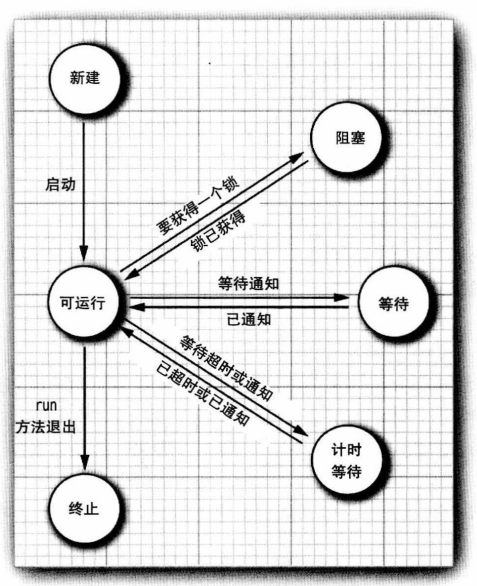 新建
阻塞
启动
要获得一个锁
锁已获得
可运行
等待通知
已通知
等待
等待超时或通知
已超时或已通知
run
方法退出
计时
等待
终止